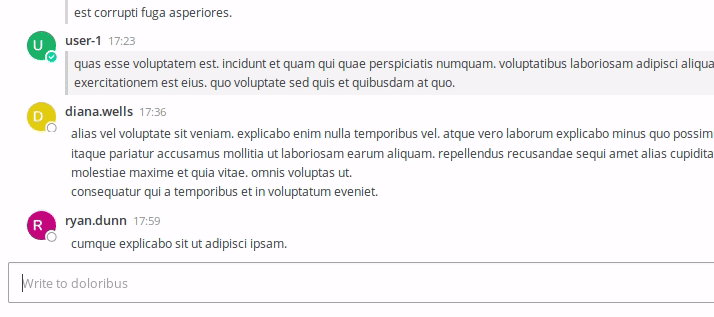 est corrupti fuga asperiores.
U user-1 17:23
quas esse voluptatem est. incidunt et quam qui quae perspiciatis numquam. voluptatibus laboriosam adipisci
exercitationem est eius. quo voluptate sed quis et quibusdam at quo.
D diana.wells 17:36
alias vel voluptate sit veniam. explicabo enim nulla temporibus vel. atque vero laborum explicabo minus quo
itaque pariatur accusamus mollitia ut laboriosam earum aliquam. repellendus recusandae sequi amet alias
molestiae maxime et quia vitae. omnis voluptas ut.
consequatur qui a temporibus et in voluptatum eveniet.
R ryan.dunn 17:59
cumque explicabo sit ut adipisci ipsam.
Write to doloribus